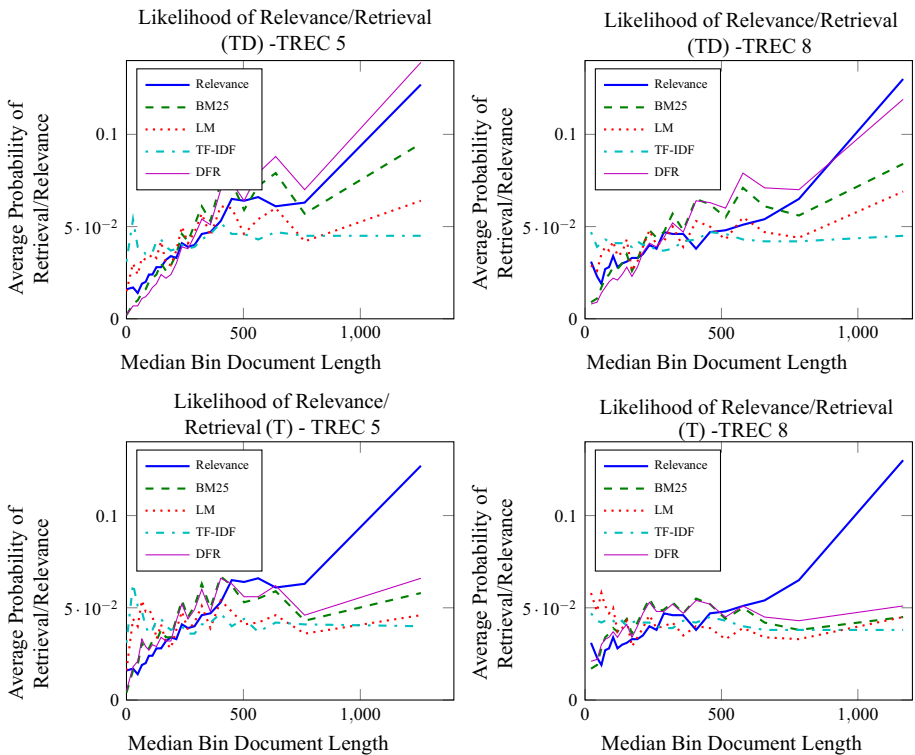 Likelihood of Relevance/Retrieval
(TD) -TREC 5
Relevance
BM25
LM
TF-IDF
DFR
0.1
5 · 10⁻²
0
0
500
1,000
Average Probability of
Retrieval/Relevance
Median Bin Document Length
Likelihood of Relevance/Retrieval
(TD) -TREC 8
Relevance
BM25
LM
TF-IDF
DFR
0.1
5 · 10⁻²
0
0
500
1,000
Average Probability of
Retrieval/Relevance
Median Bin Document Length
Likelihood of Relevance/
Retrieval (T) - TREC 5
Relevance
BM25
LM
TF-IDF
DFR
0.1
5 · 10⁻²
0
0
500
1,000
Average Probability of
Retrieval/Relevance
Median Bin Document Length
Likelihood of Relevance/Retrieval
(T) -TREC 8
Relevance
BM25
LM
TF-IDF
DFR
0.1
5 · 10⁻²
0
0
500
1,000
Average Probability of
Retrieval/Relevance
Median Bin Document Length